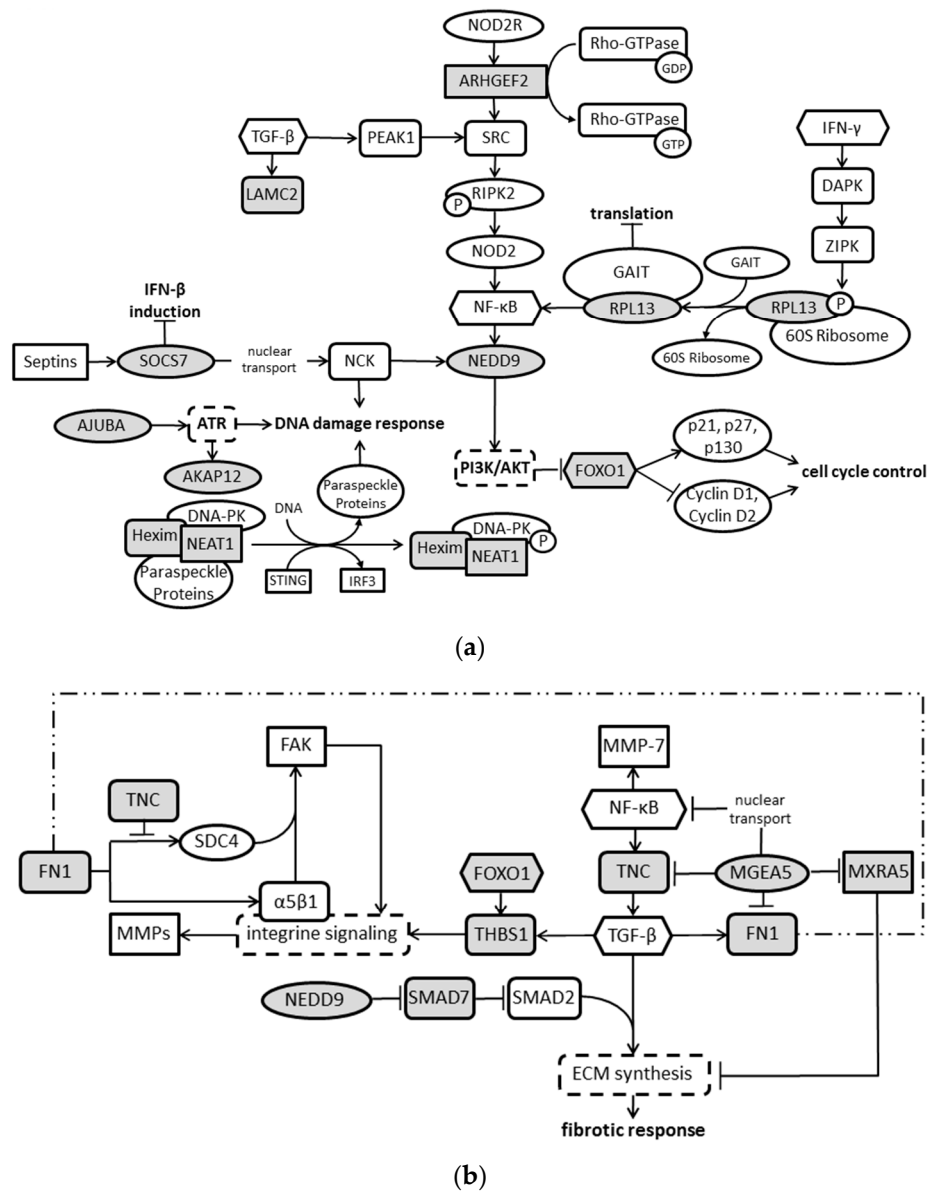 NOD2R
ARHGEF2
Rho-GTPase
GDP
Rho-GTPase
GTP
TGF-β
PEAK1
SRC
IFN-γ
LAMC2
P
RIPK2
DAPK
translation
NOD2
GAIT
GAIT
ZIPK
IFN-β
induction
NF-κB
RPL13
RPL13
P
60S Ribosome
60S Ribosome
Septins
SOCS7
nuclear
transport
NCK
NEDD9
AJUBA
ATR
DNA damage response
p21, p27,
p130
AKAP12
PI3K/AKT
FOXO1
cell cycle control
Paraspeckle
Proteins
Cyclin D1,
Cyclin D2
DNA-PK
DNA
DNA-PK
Hexim
NEAT1
Hexim
NEAT1
P
Paraspeckle
Proteins
STING
IRF3
(a)
FAK
MMP-7
TNC
NF-κB
nuclear
transport
SDC4
FN1
FOXO1
TNC
MGEA5
MXRA5
α5β1
MMPs
integrine signaling
THBS1
TGF-β
FN1
NEDD9
SMAD7
SMAD2
ECM synthesis
fibrotic response
(b)